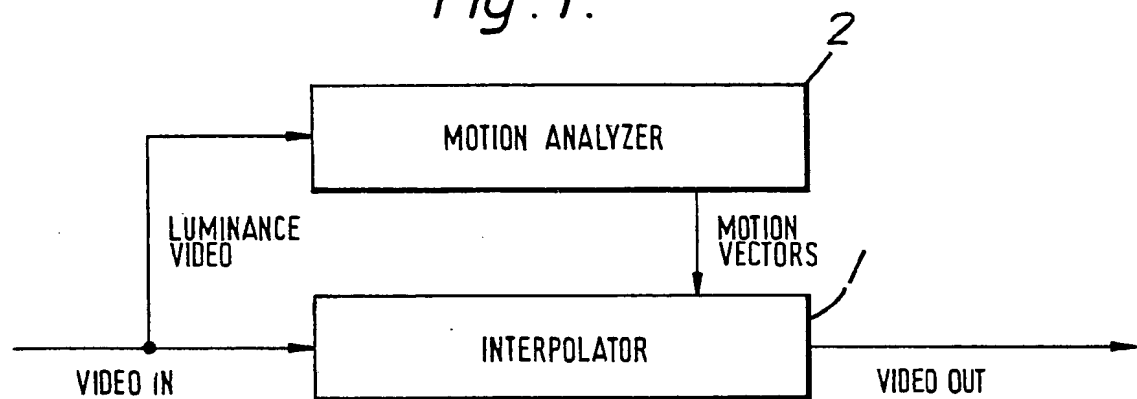 Fig. 1.
2
MOTION ANALYZER
LUMINANCE
VIDEO
MOTION
VECTORS
1
INTERPOLATOR
VIDEO IN
VIDEO OUT